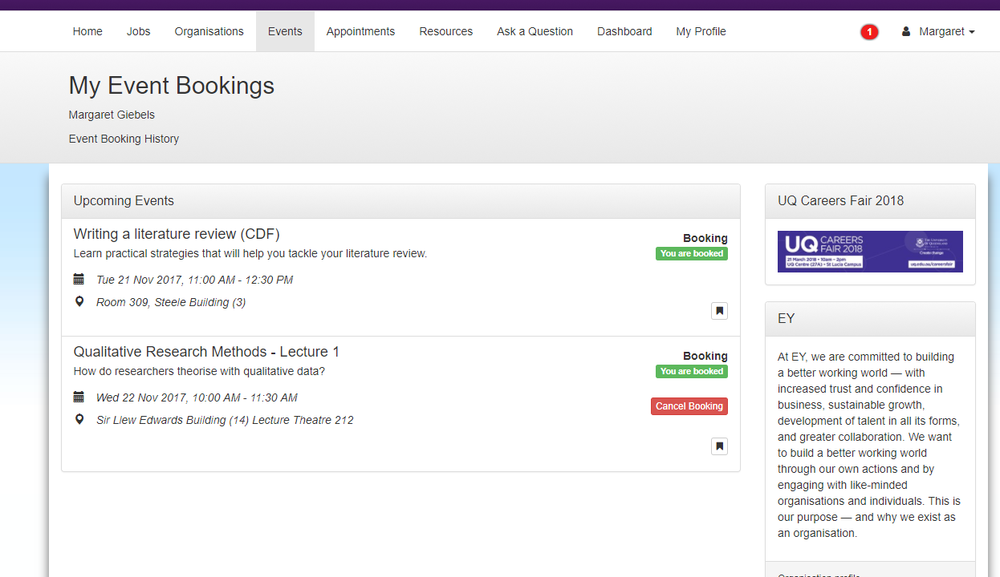 Home Jobs Organisations Events Appointments Resources Ask a Question Dashboard My Profile 1 Margaret
My Event Bookings
Margaret Giebels
Event Booking History
Upcoming Events
Writing a literature review (CDF)
Learn practical strategies that will help you tackle your literature review.
Booking
You are booked
Tue 21 Nov 2017, 11:00 AM - 12:30 PM
Room 309, Steele Building (3)
Qualitative Research Methods - Lecture 1
How do researchers theorise with qualitative data?
Booking
You are booked
Wed 22 Nov 2017, 10:00 AM - 11:30 AM
Cancel Booking
Sir Llew Edwards Building (14) Lecture Theatre 212
UQ Careers Fair 2018
UQ CAREERS
FAIR 2018
21 March 2018 • 10am – 2pm
UQ Centre (27A) • St Lucia Campus
THE UNIVERSITY
OF QUEENSLAND
Create change
uq.edu.au/careersfair
EY
At EY, we are committed to building
a better working world — with
increased trust and confidence in
business, sustainable growth,
development of talent in all its forms,
and greater collaboration. We want
to build a better working world
through our own actions and by
engaging with like-minded
organisations and individuals. This is
our purpose — and why we exist as
an organisation.
Organisation profile